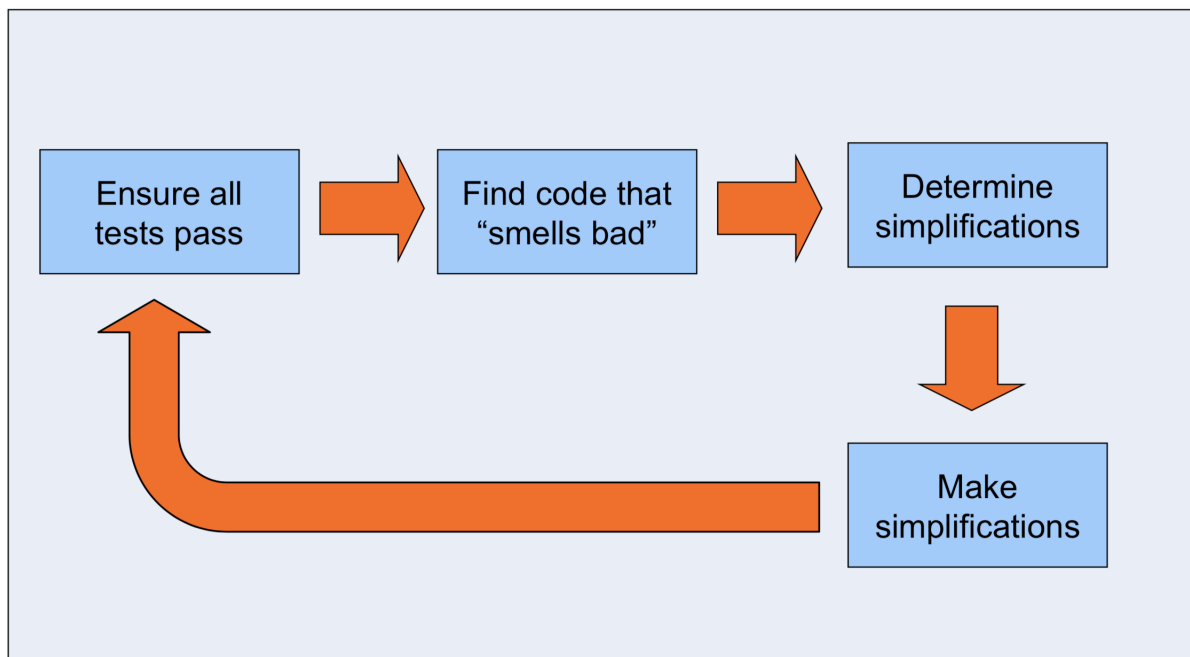 Ensure all
tests pass
Find code that
“smells bad”
Determine
simplifications
Make
simplifications